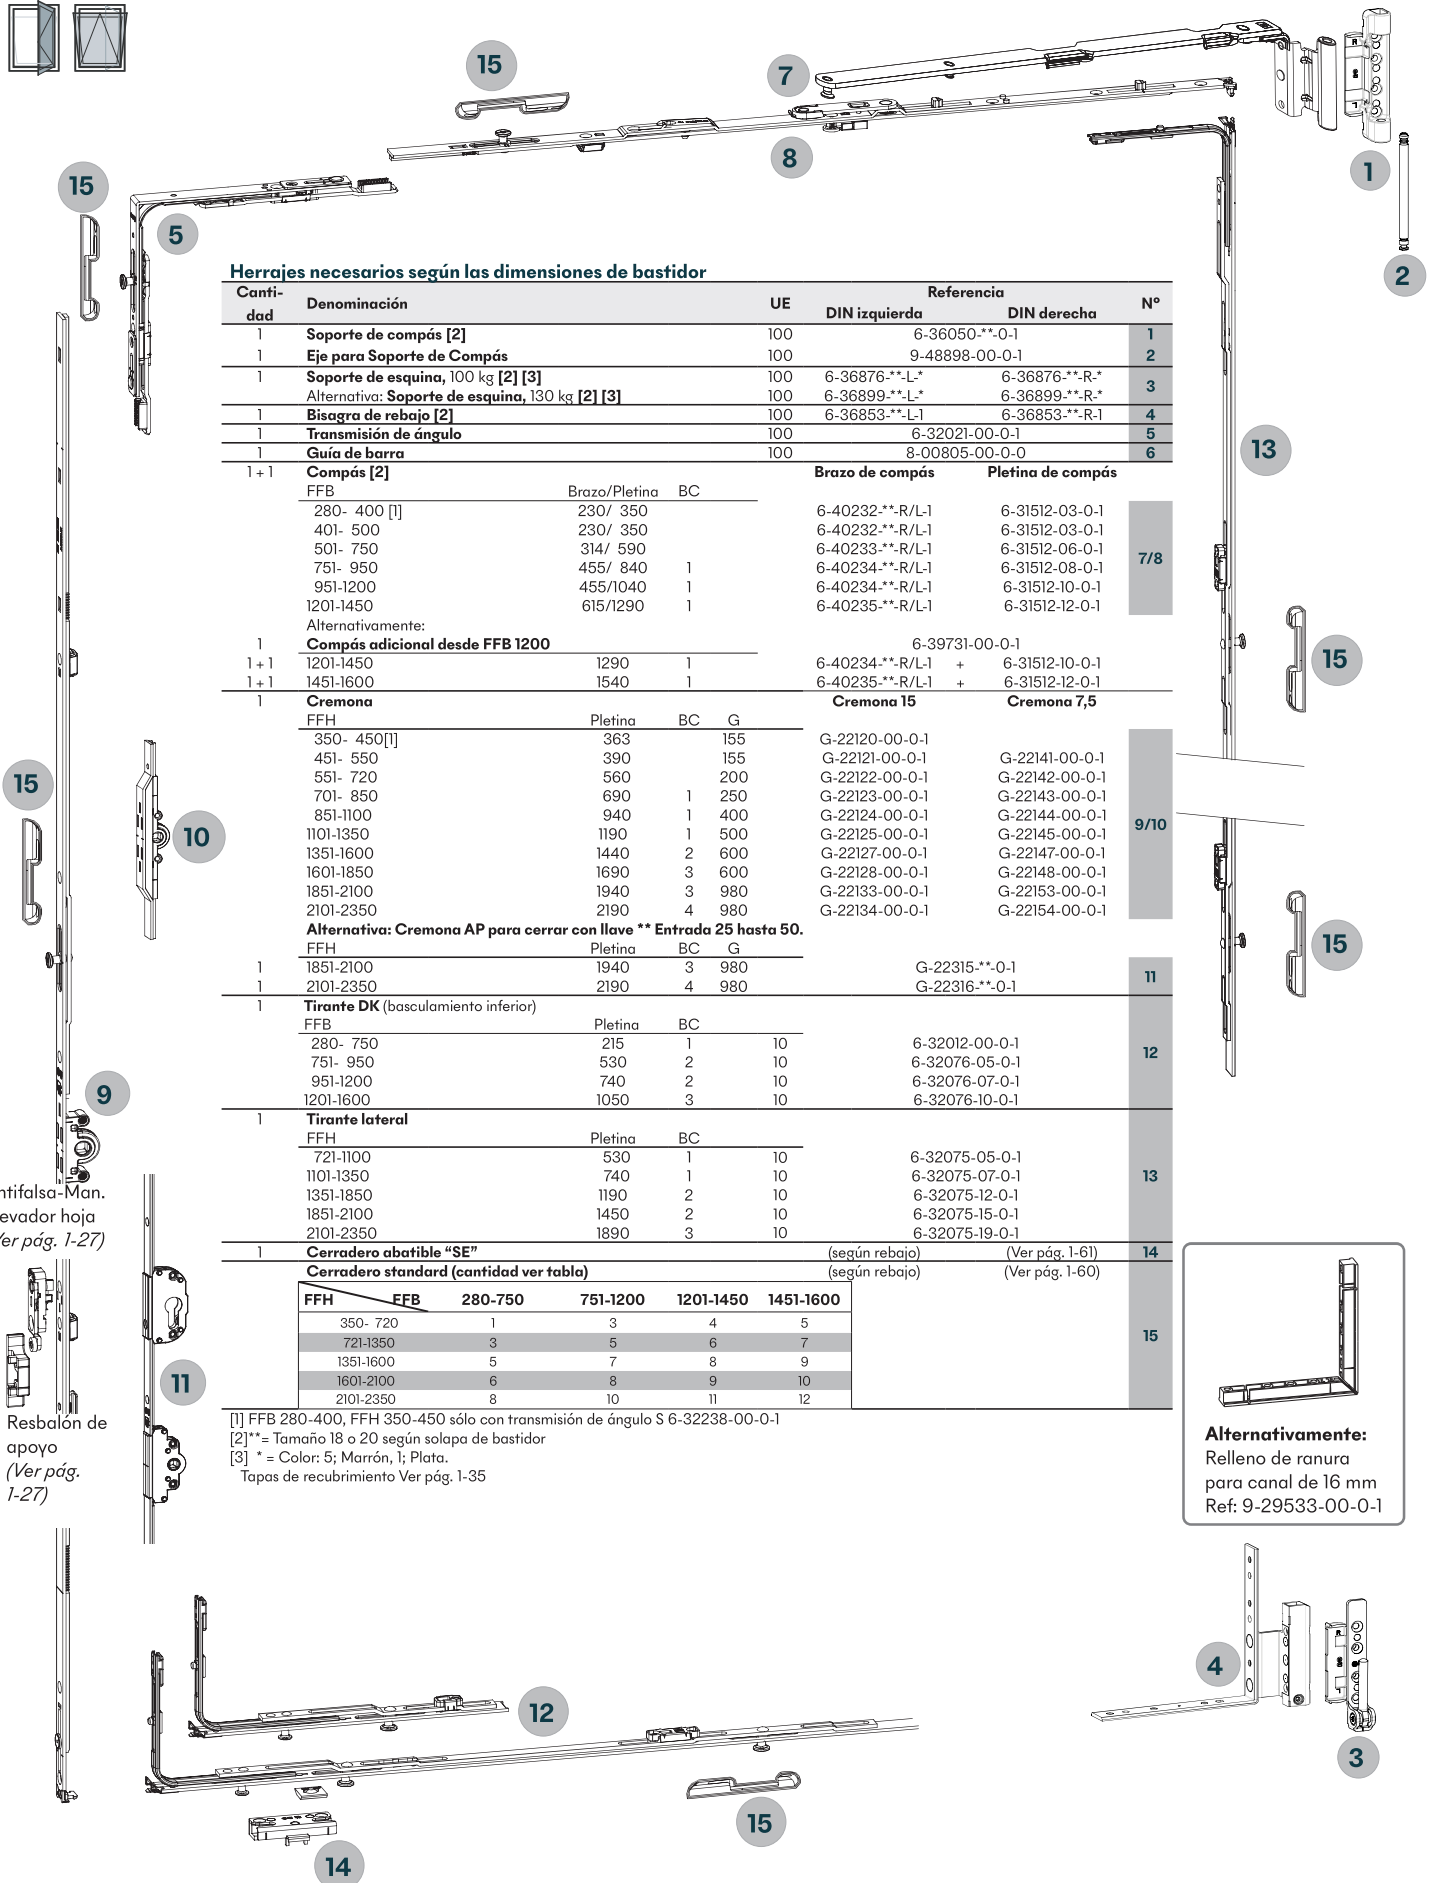 15
7
8
1
15
5
2
Herrajes necesarios según las dimensiones de bastidor
Canti-dad Denominación UE Referencia Nº
DIN izquierda DIN derecha
1 Soporte de compás [2] 100 6-36050-**-0-1 1
1 Eje para Soporte de Compás 100 9-48898-00-0-1 2
1 Soporte de esquina, 100 kg [2] [3] 100 6-36876-**-L-* 6-36876-**-R-* 3
Alternativa: Soporte de esquina, 130 kg [2] [3] 100 6-36899-**-L-* 6-36899-**-R-*
1 Bisagra de rebajo [2] 100 6-36853-**-L-1 6-36853-**-R-1 4
1 Transmisión de ángulo 100 6-32021-00-0-1 5
1 Guía de barra 100 8-00805-00-0-0 6
1 + 1 Compás [2] Brazo de compás Pletina de compás
FFB Brazo/Pletina BC
280- 400 [1] 230/ 350 6-40232-**-R/L-1 6-31512-03-0-1
401- 500 230/ 350 6-40232-**-R/L-1 6-31512-03-0-1
501- 750 314/ 590 6-40233-**-R/L-1 6-31512-06-0-1
7/8
751- 950 455/ 840 1 6-40234-**-R/L-1 6-31512-08-0-1
951-1200 455/1040 1 6-40234-**-R/L-1 6-31512-10-0-1
1201-1450 615/1290 1 6-40235-**-R/L-1 6-31512-12-0-1
Alternativamente:
1 Compás adicional desde FFB 1200 6-39731-00-0-1
1 + 1 1201-1450 1290 1 6-40234-**-R/L-1 + 6-31512-10-0-1
1 + 1 1451-1600 1540 1 6-40235-**-R/L-1 + 6-31512-12-0-1
1 Cremona Cremona 15 Cremona 7,5
FFH Pletina BC G
350- 450[1] 363 155 G-22120-00-0-1
451- 550 390 155 G-22121-00-0-1 G-22141-00-0-1
551- 720 560 200 G-22122-00-0-1 G-22142-00-0-1
701- 850 690 1 250 G-22123-00-0-1 G-22143-00-0-1
851-1100 940 1 400 G-22124-00-0-1 G-22144-00-0-1
9/10
1101-1350 1190 1 500 G-22125-00-0-1 G-22145-00-0-1
1351-1600 1440 2 600 G-22127-00-0-1 G-22147-00-0-1
1601-1850 1690 3 600 G-22128-00-0-1 G-22148-00-0-1
1851-2100 1940 3 980 G-22133-00-0-1 G-22153-00-0-1
2101-2350 2190 4 980 G-22134-00-0-1 G-22154-00-0-1
Alternativa: Cremona AP para cerrar con llave ** Entrada 25 hasta 50.
FFH Pletina BC G
1 1851-2100 1940 3 980 G-22315-**-0-1
11
1 2101-2350 2190 4 980 G-22316-**-0-1
1 Tirante DK (basculamiento inferior)
FFB Pletina BC
280- 750 215 1 10 6-32012-00-0-1
12
751- 950 530 2 10 6-32076-05-0-1
951-1200 740 2 10 6-32076-07-0-1
1201-1600 1050 3 10 6-32076-10-0-1
1 Tirante lateral
FFH Pletina BC
721-1100 530 1 10 6-32075-05-0-1
1101-1350 740 1 10 6-32075-07-0-1 13
1351-1850 1190 2 10 6-32075-12-0-1
1851-2100 1450 2 10 6-32075-15-0-1
2101-2350 1890 3 10 6-32075-19-0-1
1 Cerradero abatible “SE” (según rebajo) (Ver pág. 1-61) 14
Cerradero standard (cantidad ver tabla) (según rebajo) (Ver pág. 1-60)
FFH FFB 280-750 751-1200 1201-1450 1451-1600
350- 720 1 3 4 5
15
721-1350 3 5 6 7
1351-1600 5 7 8 9
1601-2100 6 8 9 10
2101-2350 8 10 11 12
[1] FFB 280-400, FFH 350-450 sólo con transmisión de ángulo S 6-32238-00-0-1
[2]**= Tamaño 18 o 20 según solapa de bastidor
[3] * = Color: 5; Marrón, 1; Plata.
Tapas de recubrimiento Ver pág. 1-35
13
15
15
10
15
9
ntifalsa-Man.
evador hoja
Ver pág. 1-27)
11
Resbalón de
apoyo
(Ver pág.
1-27)
Alternativamente:
Relleno de ranura
para canal de 16 mm
Ref: 9-29533-00-0-1
4
12
3
15
14